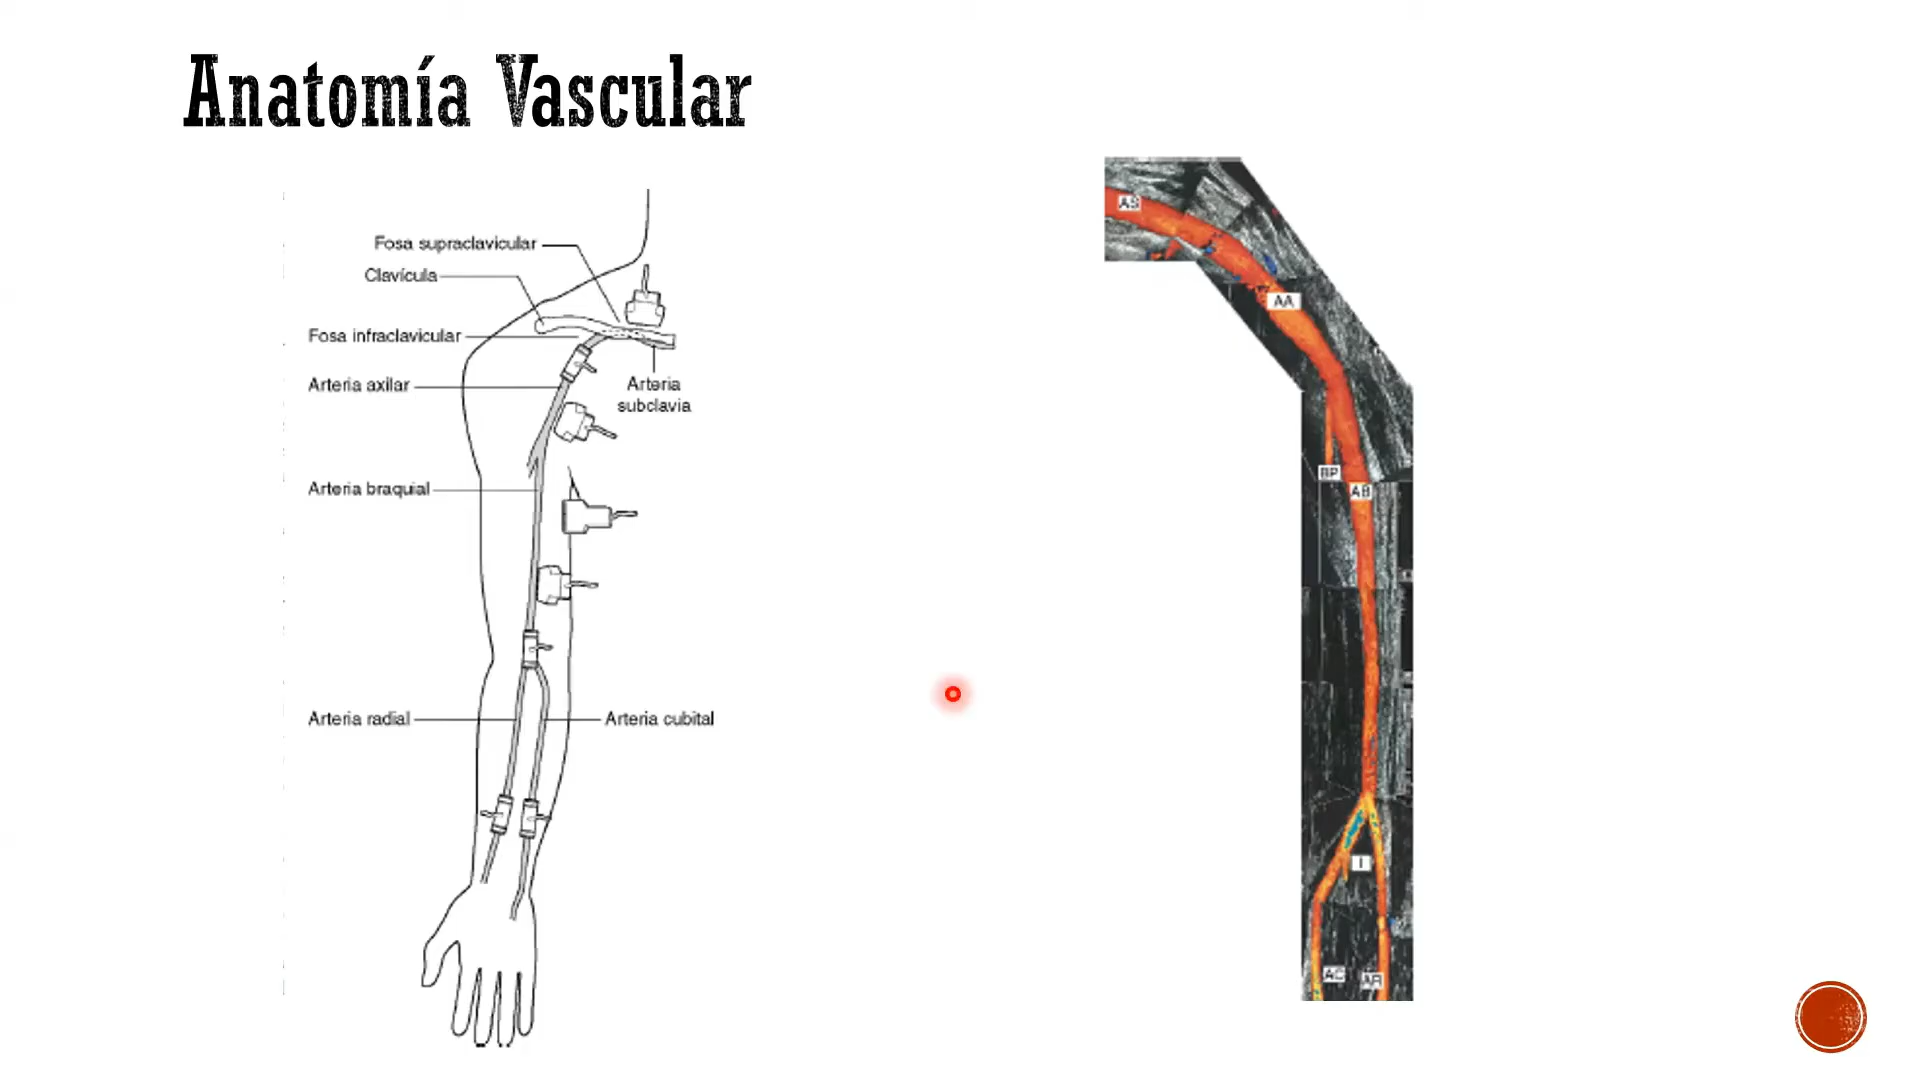 Anatomía Vascular
Fosa supraclavicular
Clavícula
Fosa infraclavicular
Arteria axilar
Arteria
subclavia
Arteria braquial
Arteria radial
Arteria cubital
AS
AA
BP
AB
I
AC
AR